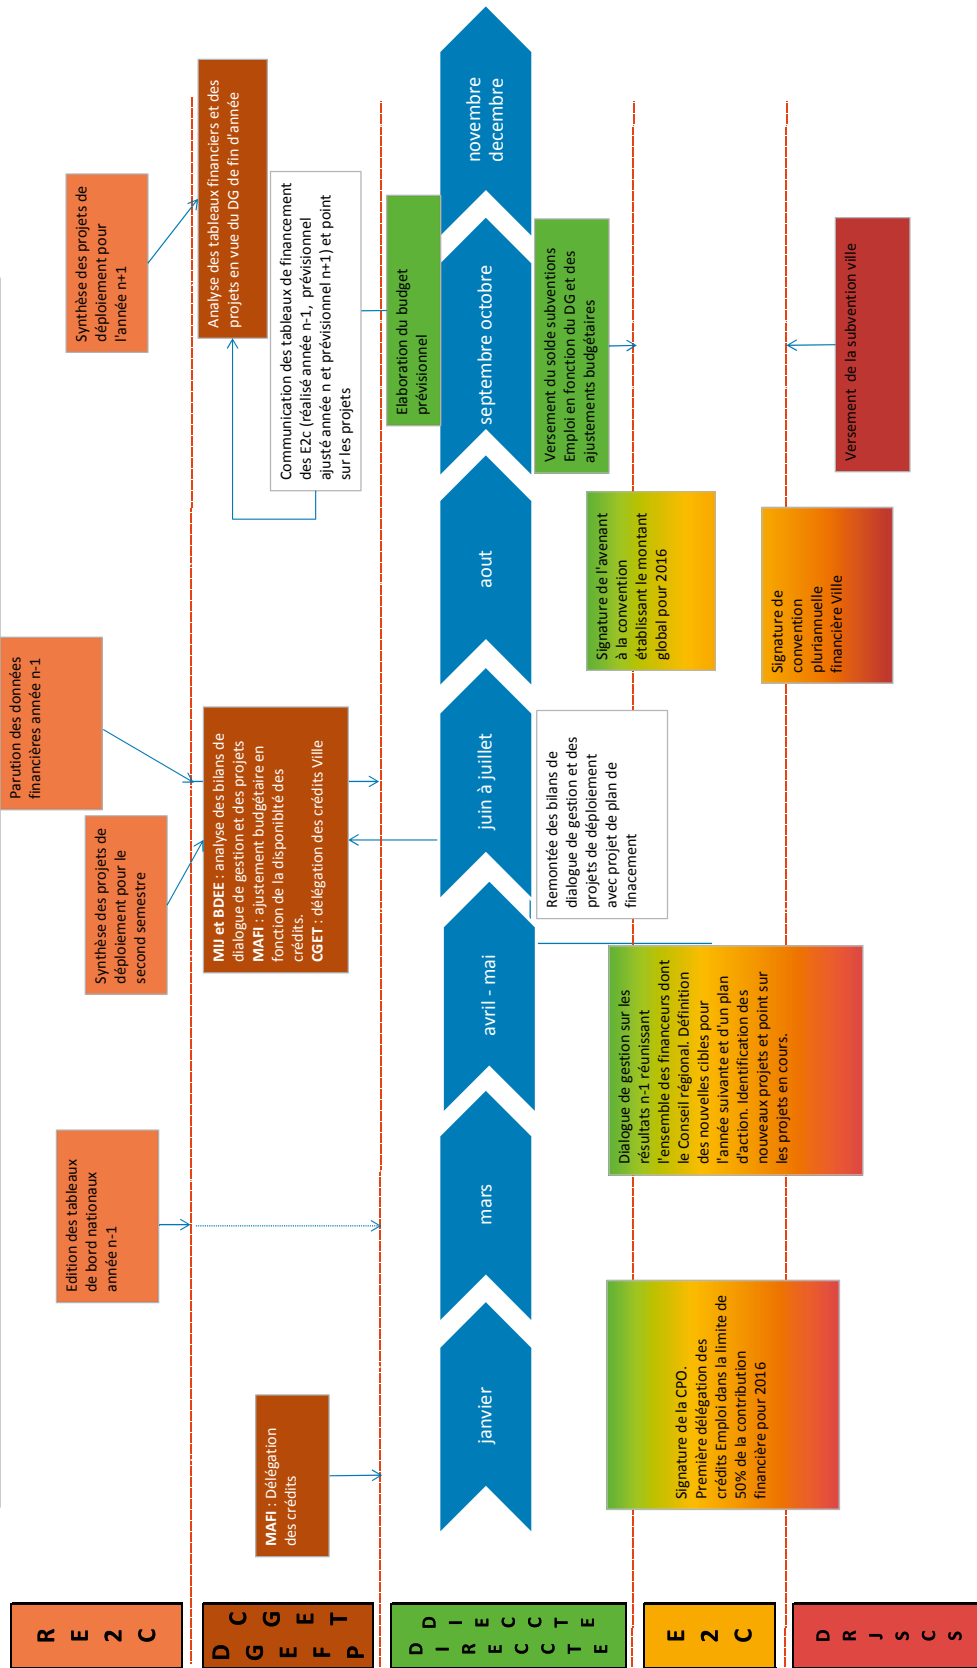 RE2C
Edition des tableaux
de bord nationaux
année n-1
Synthèse des projets de
déploiement pour le
second semestre
Parution des données
financières année n-1
Synthèse des projets de
déploiement pour
l'année n+1
DGEFP
CGET
MAFI : Délégation
des crédits
MIJ et BDEE : analyse des bilans de
dialogue de gestion et des projets
MAFI : ajustement budgétaire en
fonction de la disponiblté des
crédits.
CGET : délégation des crédits Ville
Analyse des tableaux financiers et des
projets en vue du DG de fin d'année
Communication des tableaux de financement
des E2c (réalisé année n-1, prévisionnel
ajusté année n et prévisionnel n+1) et point
sur les projets
DIRECCTE
DIECCTE
Elaboration du budget
prévisionnel
janvier
mars
avril - mai
juin à juillet
aout
septembre octobre
novembre
decembre
Remontée des bilans de
dialogue de gestion et des
projets de déploiement
avec projet de plan de
finacement
Versement du solde subventions
Emploi en fonction du DG et des
ajustements budgétaires
E2C
Signature de la CPO.
Première délégation des
crédits Emploi dans la limite de
50% de la contribution
financière pour 2016
Dialogue de gestion sur les
résultats n-1 réunissant
l'ensemble des financeurs dont
le Conseil régional. Définition
des nouvelles cibles pour
l'année suivante et d'un plan
d'action. Identification des
nouveaux projets et point sur
les projets en cours.
Signature de l'avenant
à la convention
établissant le montant
global pour 2016
DRJSCS
Signature de
convention
pluriannuelle
financière Ville
Versement de la subvention ville